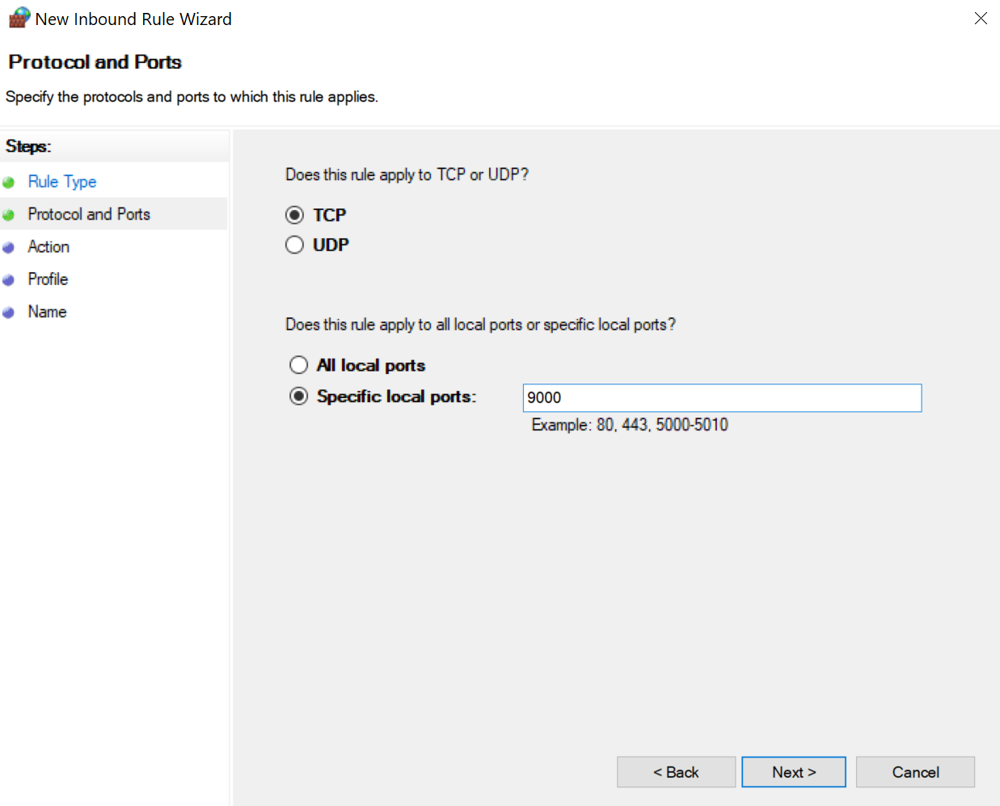 New Inbound Rule Wizard
Protocol and Ports
Specify the protocols and ports to which this rule applies.
Steps:
Rule Type
Protocol and Ports
Action
Profile
Name
Does this rule apply to TCP or UDP?
TCP
UDP
Does this rule apply to all local ports or specific local ports?
All local ports
Specific local ports:
9000
Example: 80, 443, 5000-5010
< Back
Next >
Cancel